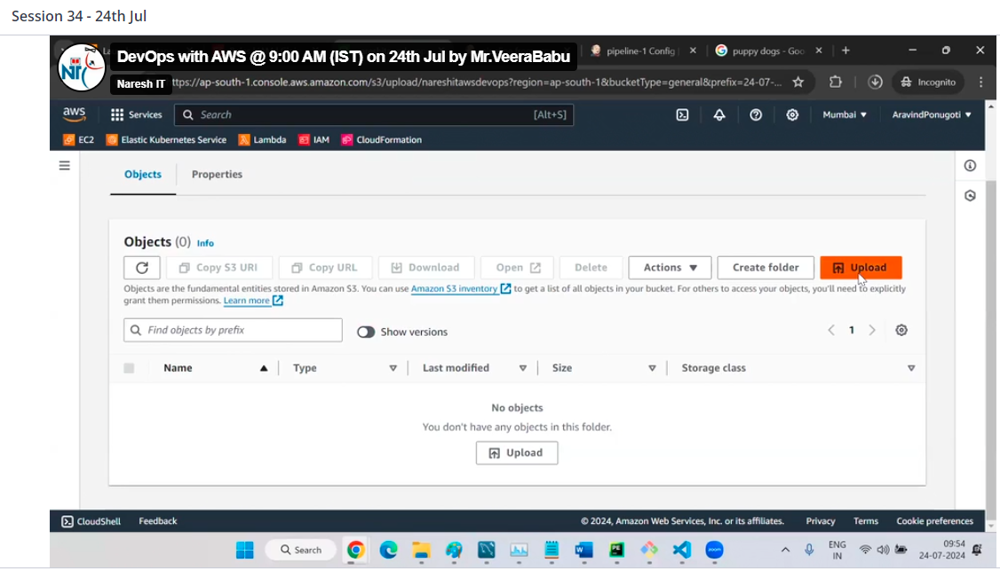 Session 34 - 24th Jul
DevOps with AWS @ 9:00 AM (IST) on 24th Jul by Mr.VeeraBabu
pipeline-1 Config
puppy dogs - Goo
Naresh IT
ttps://ap-south-1.console.aws.amazon.com/s3/upload/nareshitawsdevops?region=ap-south-1&bucketType=general&prefix=24-07-...
Incognito
aws
Services
Search
[Alt+S]
Mumbai
AravindPonugoti
EC2
Elastic Kubernetes Service
Lambda
IAM
CloudFormation
Objects
Properties
Objects (0) Info
Copy S3 URI
Copy URL
Download
Open
Delete
Actions
Create folder
Upload
Objects are the fundamental entities stored in Amazon S3. You can use Amazon S3 inventory to get a list of all objects in your bucket. For others to access your objects, you'll need to explicitly
grant them permissions. Learn more
Find objects by prefix
Show versions
1
Name
Type
Last modified
Size
Storage class
No objects
You don't have any objects in this folder.
Upload
CloudShell
Feedback
© 2024, Amazon Web Services, Inc. or its affiliates.
Privacy
Terms
Cookie preferences
Search
ENG
IN
09:54
24-07-2024